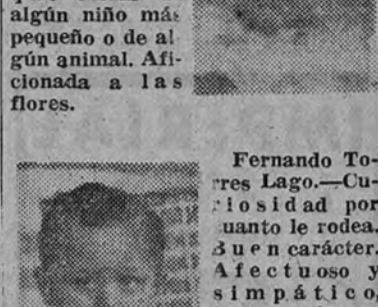 algún niño más
pequeño o de al
gún animal. Afi-
cionada a las
flores.
Fernando To-
rres Lago.—Cu-
riosidad por
cuanto le rodea.
Buen carácter.
Afectuoso y
simpático.